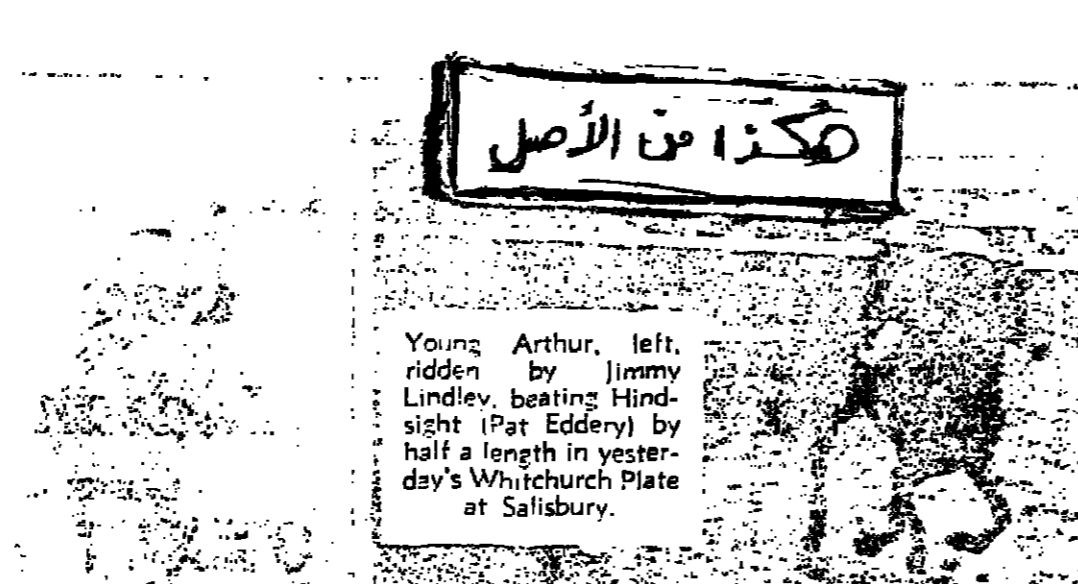 هكذا من الأصل
Young Arthur, left,
ridden by Jimmy
Lindley, beating Hind-
sight (Pat Eddery) by
half a length in yester-
day's Whitchurch Plate
at Salisbury.